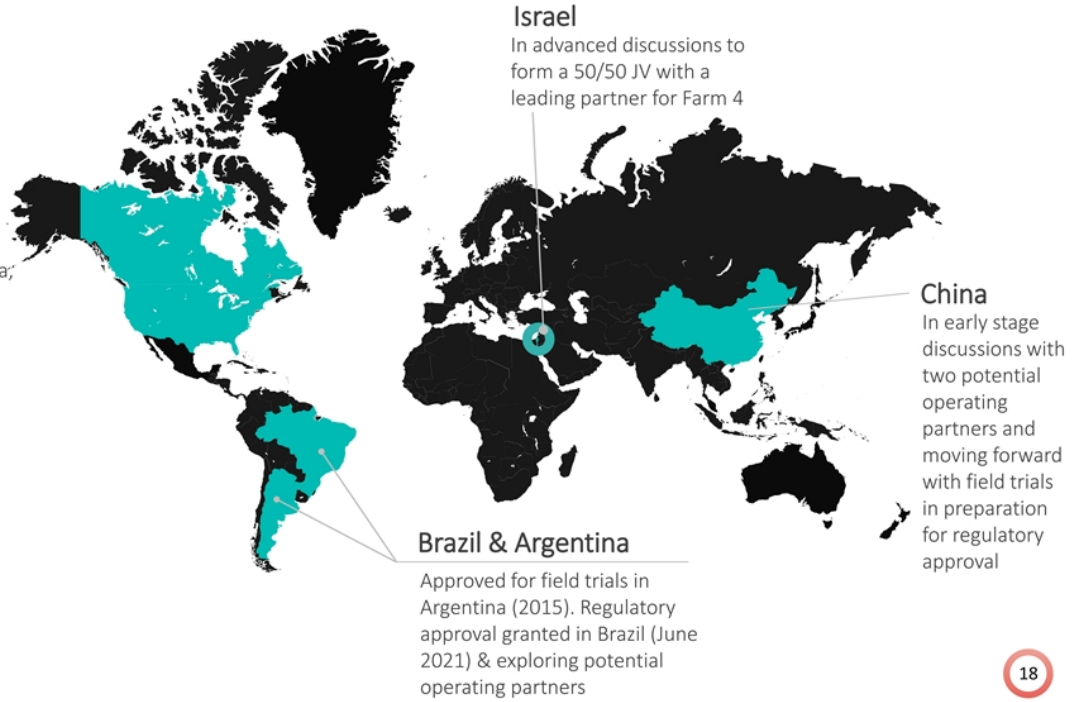 Israel
In advanced discussions to
form a 50/50 JV with a
leading partner for Farm 4
a,
China
In early stage
discussions with
two potential
operating
partners and
moving forward
with field trials
in preparation
for regulatory
approval
Brazil & Argentina
Approved for field trials in
Argentina (2015). Regulatory
approval granted in Brazil (June
2021) & exploring potential
operating partners
18